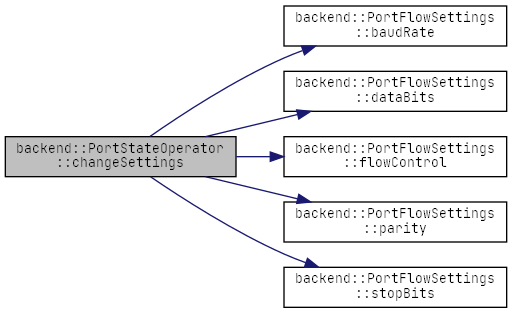 backend::PortFlowSettings
::baudRate
backend::PortFlowSettings
::dataBits
backend::PortStateOperator
::changeSettings
backend::PortFlowSettings
::flowControl
backend::PortFlowSettings
::parity
backend::PortFlowSettings
::stopBits